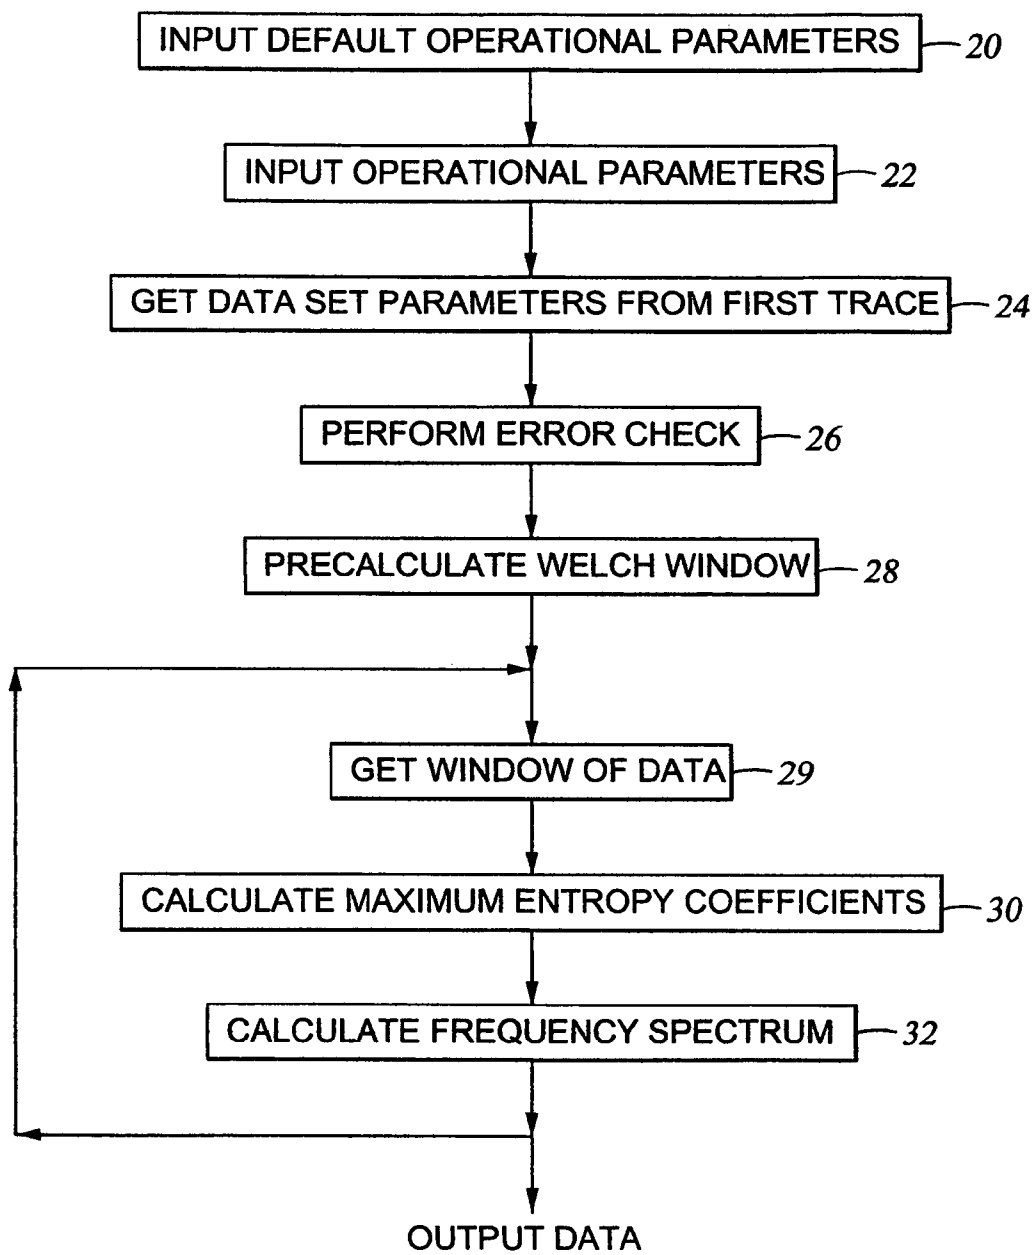 INPUT DEFAULT OPERATIONAL PARAMETERS 20
INPUT OPERATIONAL PARAMETERS 22
GET DATA SET PARAMETERS FROM FIRST TRACE 24
PERFORM ERROR CHECK 26
PRECALCULATE WELCH WINDOW 28
GET WINDOW OF DATA 29
CALCULATE MAXIMUM ENTROPY COEFFICIENTS 30
CALCULATE FREQUENCY SPECTRUM 32
OUTPUT DATA